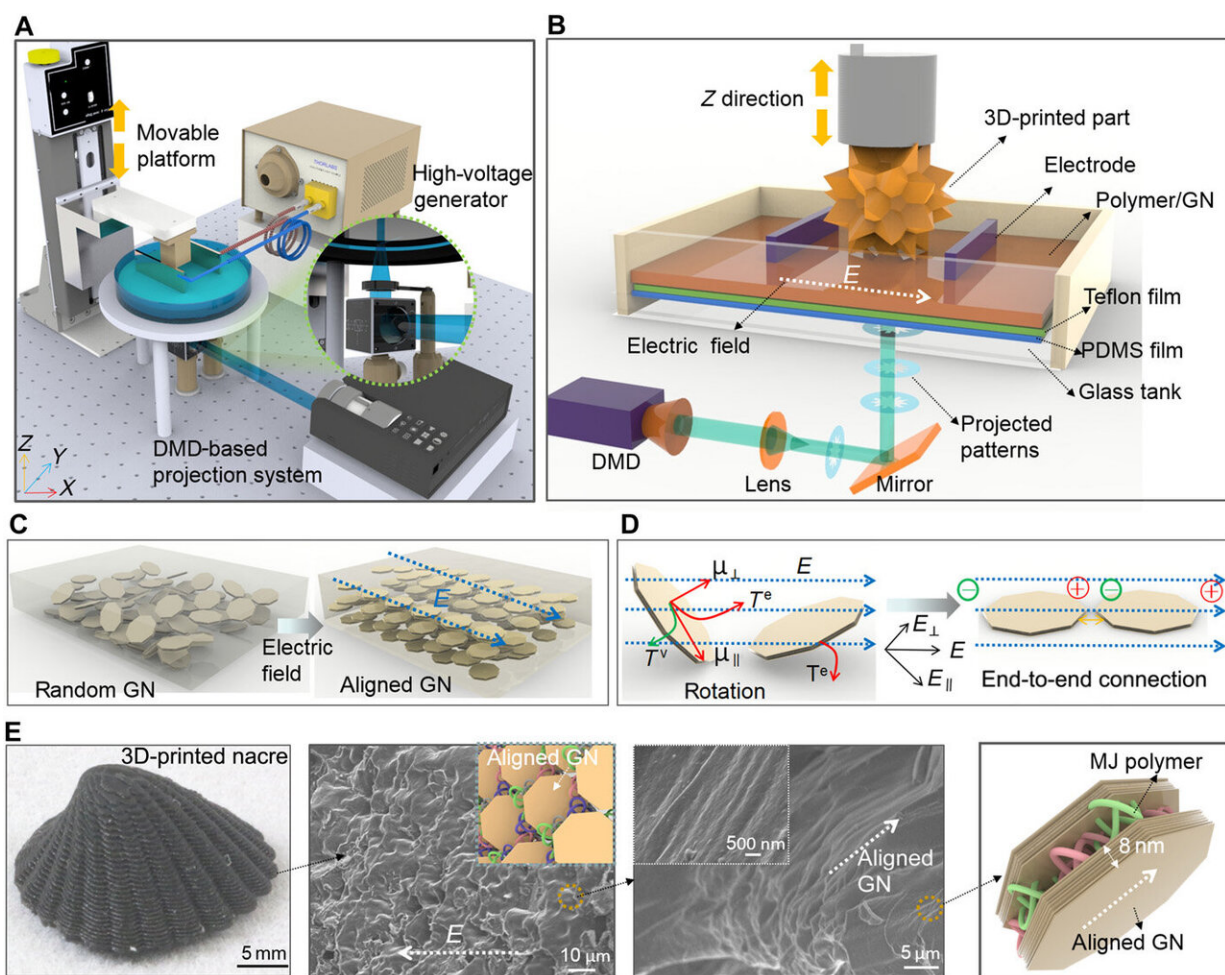 A
Movable
platform
THORLABS
High-voltage
generator
DMD-based
projection system
Z
Y
X
B
Z direction
3D-printed part
Electrode
Polymer/GN
E
Teflon film
Electric field
PDMS film
Glass tank
Projected
patterns
DMD
Lens
Mirror
C
E
Electric
field
Random GN
Aligned GN
D
μ⊥
E
Tᵉ
Tᵛ
μ∥
Tᵉ
Rotation
E⊥
E
E∥
− + − +
End-to-end connection
E
3D-printed nacre
5 mm
Aligned GN
E
10 μm
500 nm
Aligned
GN
5 μm
MJ polymer
8 nm
Aligned GN